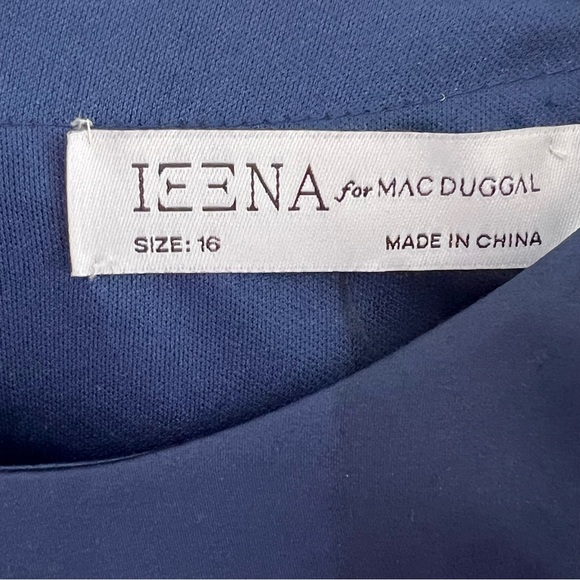 IEENA for MAC DUGGAL
SIZE: 16 MADE IN CHINA